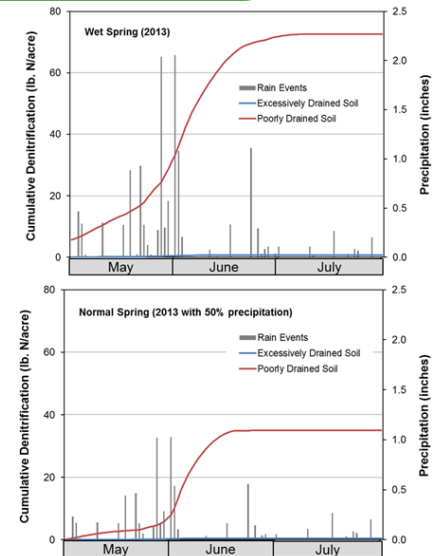 80
2.5
Wet Spring (2013)
60
2.0
Rain Events
Excessively Drained Soil
Poorly Drained Soil
1.5
40
1.0
20
0.5
0
0.0
May
June
July
Cumulative Denitrification (lb. N/acre)
Precipitation (inches)
80
2.5
Normal Spring (2013 with 50% precipitation)
60
2.0
Rain Events
Excessively Drained Soil
Poorly Drained Soil
1.5
40
1.0
20
0.5
0
0.0
May
June
July
Cumulative Denitrification (lb. N/acre)
Precipitation (inches)